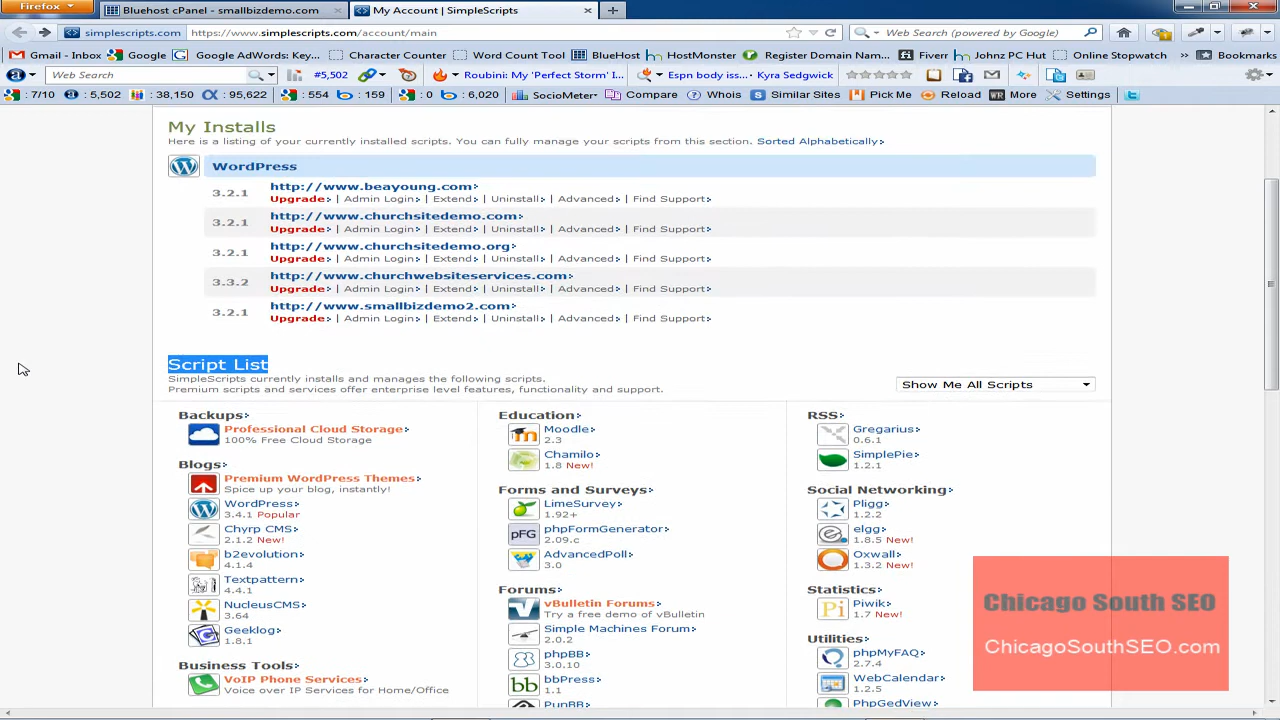 Firefox
Bluehost cPanel - smallbizdemo.com
My Account | SimpleScripts
simplescripts.com
https://www.simplescripts.com/account/main
Web Search (powered by Google)
Gmail - Inbox
Google
Google AdWords: Key...
Character Counter
Word Count Tool
BlueHost
HostMonster
Register Domain Nam...
Fiverr
Johnz PC Hut
Online Stopwatch
Bookmarks
Web Search
#5,502
Roubini: My 'Perfect Storm' I...
Espn body iss...
Kyra Sedgwick
: 7/10
: 5,502
: 38,150
: 95,622
: 554
: 159
: 0
: 6,020
SocioMeter
Compare
Whois
Similar Sites
Pick Me
Reload
WR More
Settings
My Installs
Here is a listing of your currently installed scripts. You can fully manage your scripts from this section. Sorted Alphabetically
WordPress
3.2.1
http://www.beayoung.com
Upgrade | Admin Login | Extend | Uninstall | Advanced | Find Support
3.2.1
http://www.churchsitedemo.com
Upgrade | Admin Login | Extend | Uninstall | Advanced | Find Support
3.2.1
http://www.churchsitedemo.org
Upgrade | Admin Login | Extend | Uninstall | Advanced | Find Support
3.3.2
http://www.churchwebsiteservices.com
Upgrade | Admin Login | Extend | Uninstall | Advanced | Find Support
3.2.1
http://www.smallbizdemo2.com
Upgrade | Admin Login | Extend | Uninstall | Advanced | Find Support
Script List
SimpleScripts currently installs and manages the following scripts.
Premium scripts and services offer enterprise level features, functionality and support.
Show Me All Scripts
Backups
Professional Cloud Storage
100% Free Cloud Storage
Blogs
Premium WordPress Themes
Spice up your blog, instantly!
WordPress
3.4.1 Popular
Chyrp CMS
2.1.2 New!
b2evolution
4.1.4
Textpattern
4.4.1
NucleusCMS
3.64
Geeklog
1.8.1
Business Tools
VoIP Phone Services
Voice over IP Services for Home/Office
Education
Moodle
2.3
Chamilo
1.8 New!
Forms and Surveys
LimeSurvey
1.92+
pFG
phpFormGenerator
2.09.c
AdvancedPoll
3.0
Forums
vBulletin Forums
Try a free demo of vBulletin
Simple Machines Forum
2.0.2
phpBB
3.0.10
bb
bbPress
1.1
PunBB
RSS
Gregarius
0.6.1
SimplePie
1.2.1
Social Networking
Pligg
1.2.2
elgg
1.8.5 New!
Oxwall
1.3.2 New!
Statistics
Piwik
1.7 New!
Utilities
phpMyFAQ
2.7.4
WebCalendar
1.2.5
PhpGedView
Chicago South SEO
ChicagoSouthSEO.com